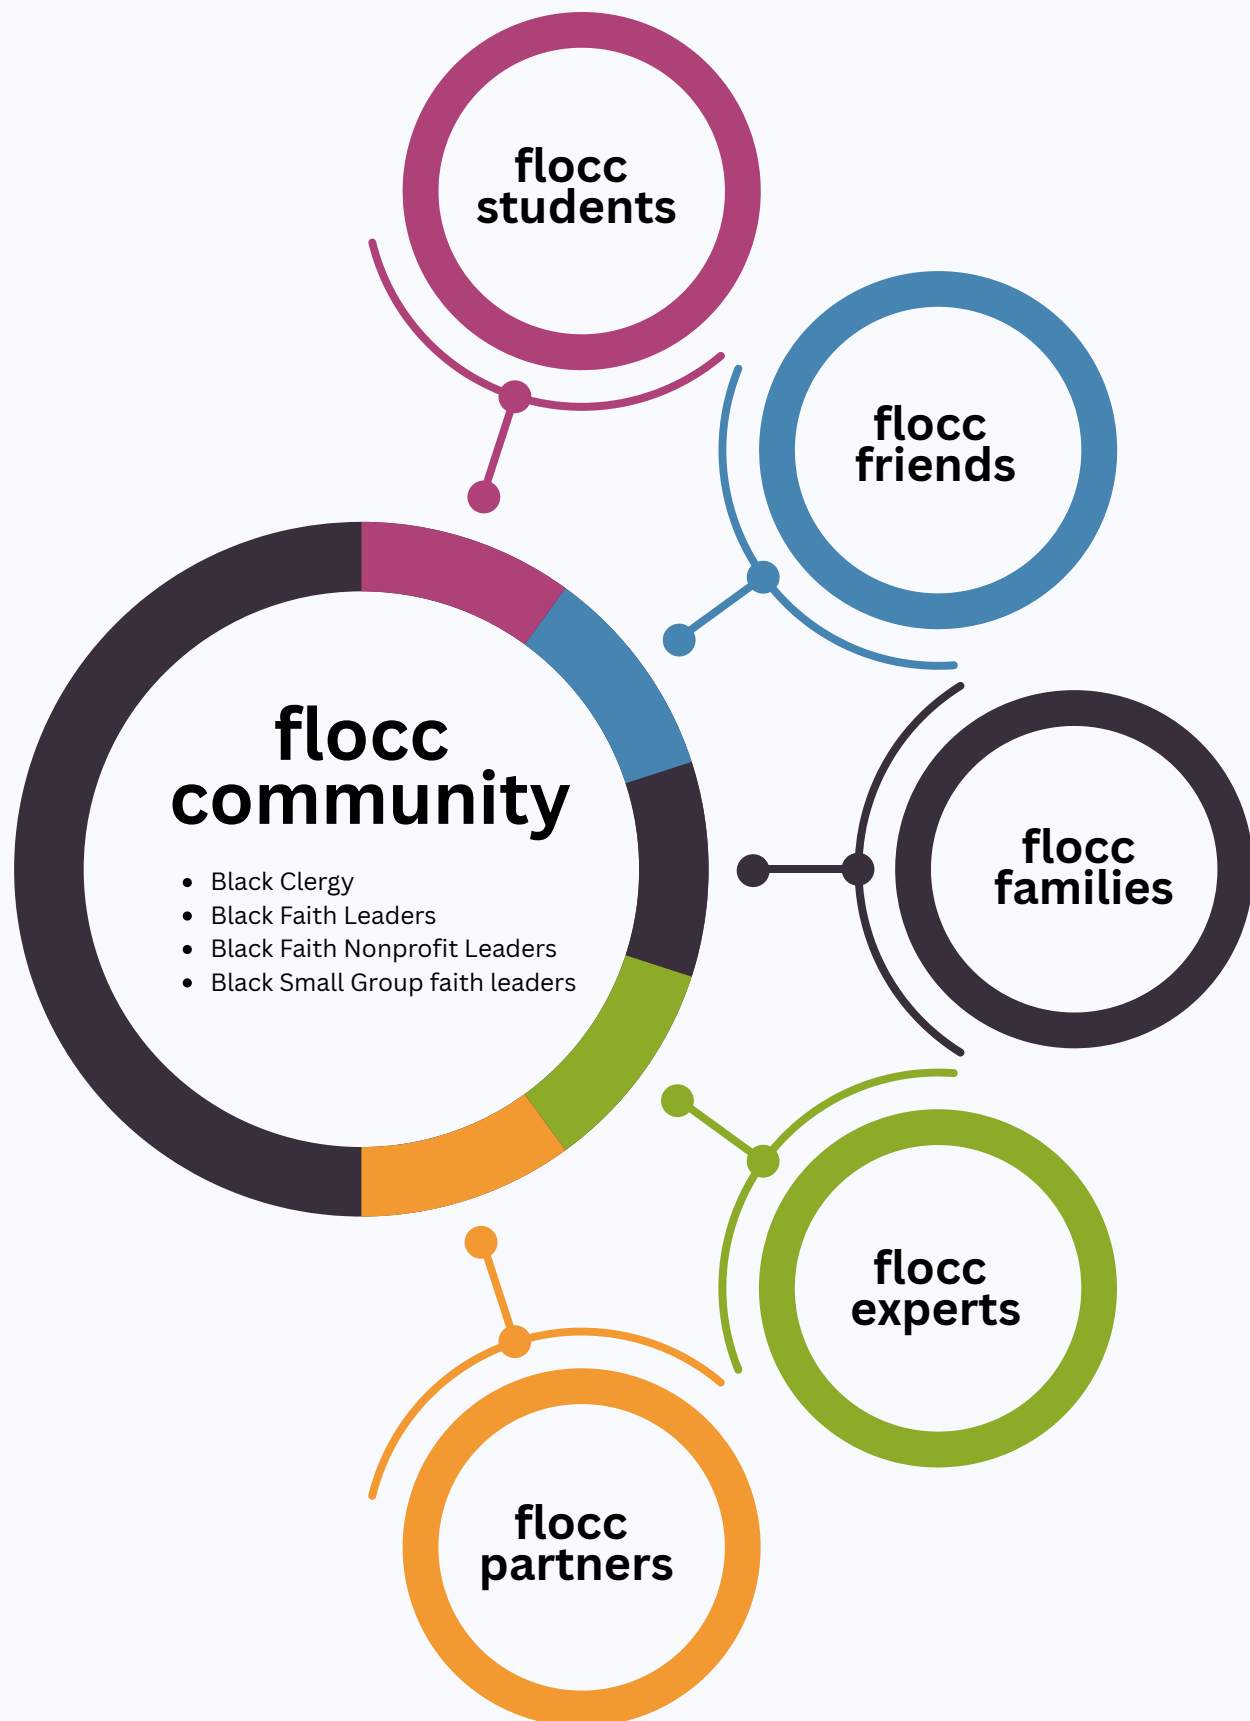 flocc
students
flocc
friends
flocc
community
Black Clergy
Black Faith Leaders
Black Faith Nonprofit Leaders
Black Small Group faith leaders
flocc
families
flocc
experts
flocc
partners